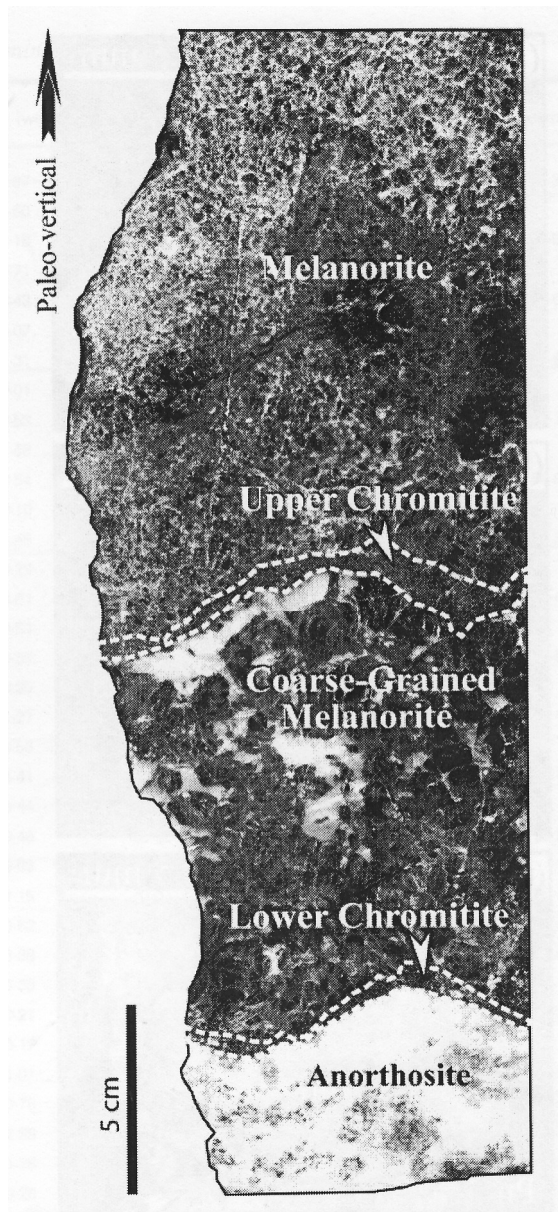 Paleo-vertical
Melanorite
Upper Chromitite
Coarse-Grained
Melanorite
Lower Chromitite
5 cm
Anorthosite